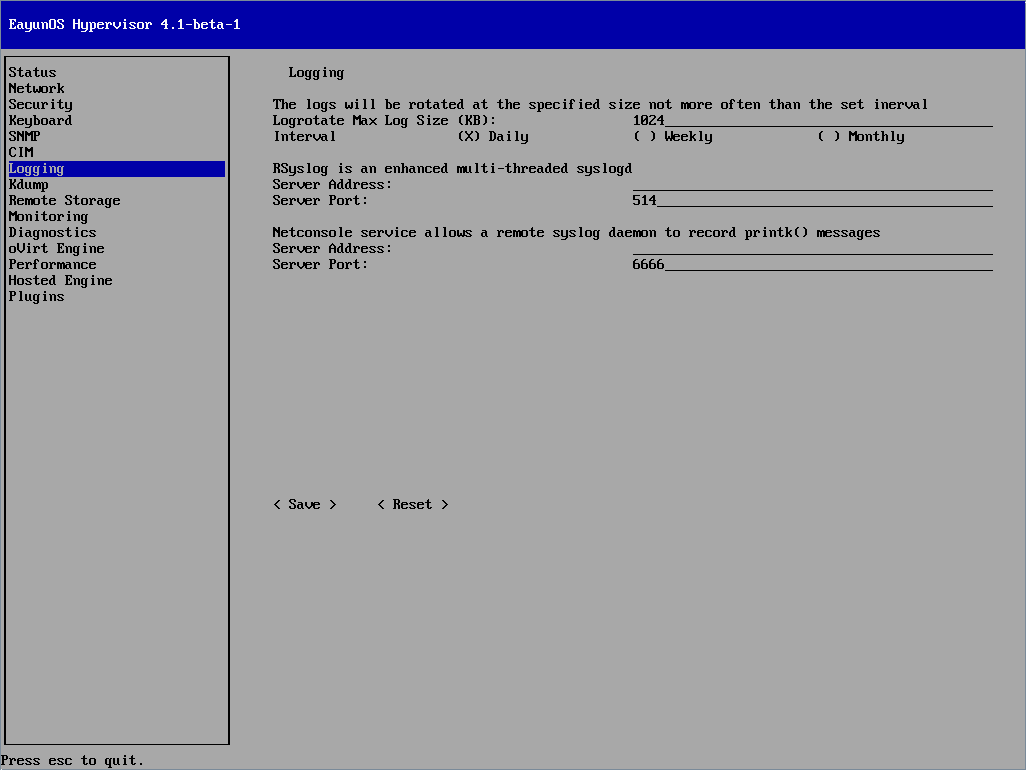 EayunOS Hypervisor 4.1-beta-1
Status
Network
Security
Keyboard
SNMP
CIM
Logging
Kdump
Remote Storage
Monitoring
Diagnostics
oVirt Engine
Performance
Hosted Engine
Plugins
Logging
The logs will be rotated at the specified size not more often than the set inerval
Logrotate Max Log Size (KB): 1024
Interval (X) Daily ( ) Weekly ( ) Monthly
RSyslog is an enhanced multi-threaded syslogd
Server Address:
Server Port: 514
Netconsole service allows a remote syslog daemon to record printk() messages
Server Address:
Server Port: 6666
< Save > < Reset >
Press esc to quit.